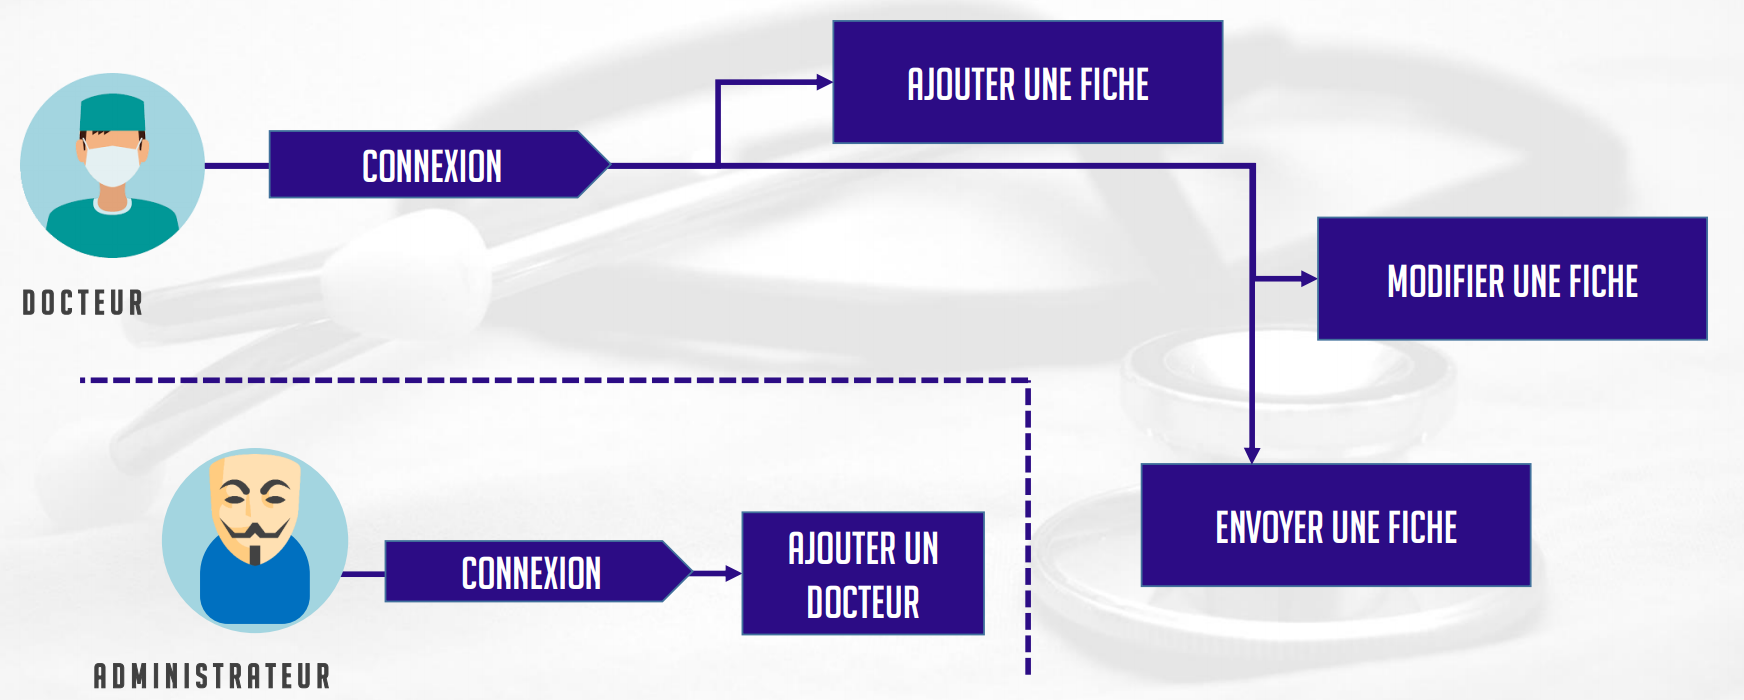 AJOUTER UNE FICHE
CONNEXION
MODIFIER UNE FICHE
DOCTEUR
ENVOYER UNE FICHE
AJOUTER UN
DOCTEUR
CONNEXION
ADMINISTRATEUR